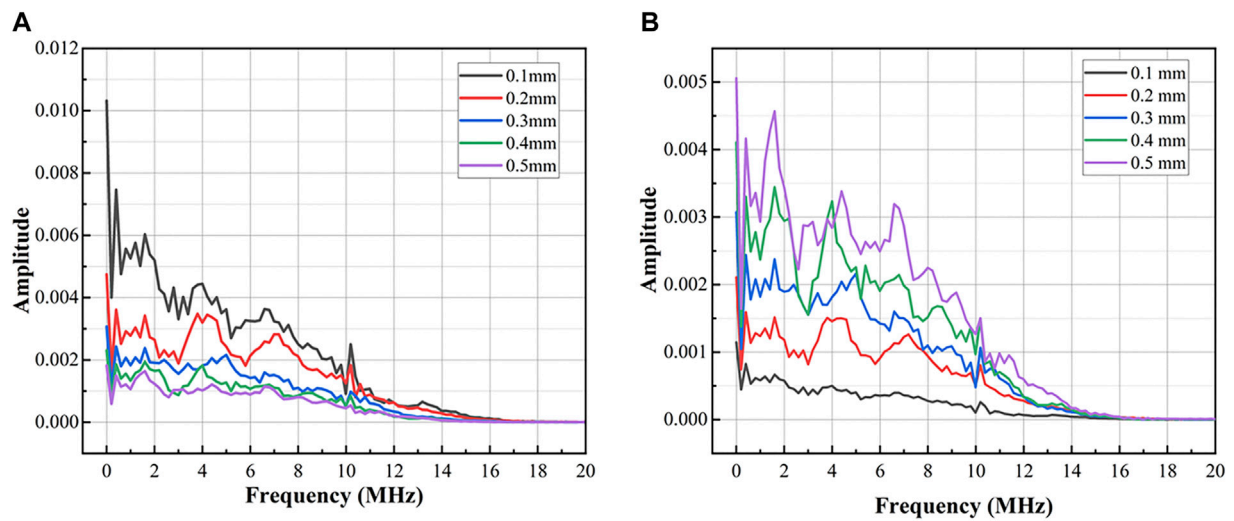 A
0.012
0.010
0.008
0.006
0.004
0.002
0.000
Amplitude
0.1mm
0.2mm
0.3mm
0.4mm
0.5mm
0 2 4 6 8 10 12 14 16 18 20
Frequency (MHz)
B
0.005
0.004
0.003
0.002
0.001
0.000
Amplitude
0.1 mm
0.2 mm
0.3 mm
0.4 mm
0.5 mm
0 2 4 6 8 10 12 14 16 18 20
Frequency (MHz)